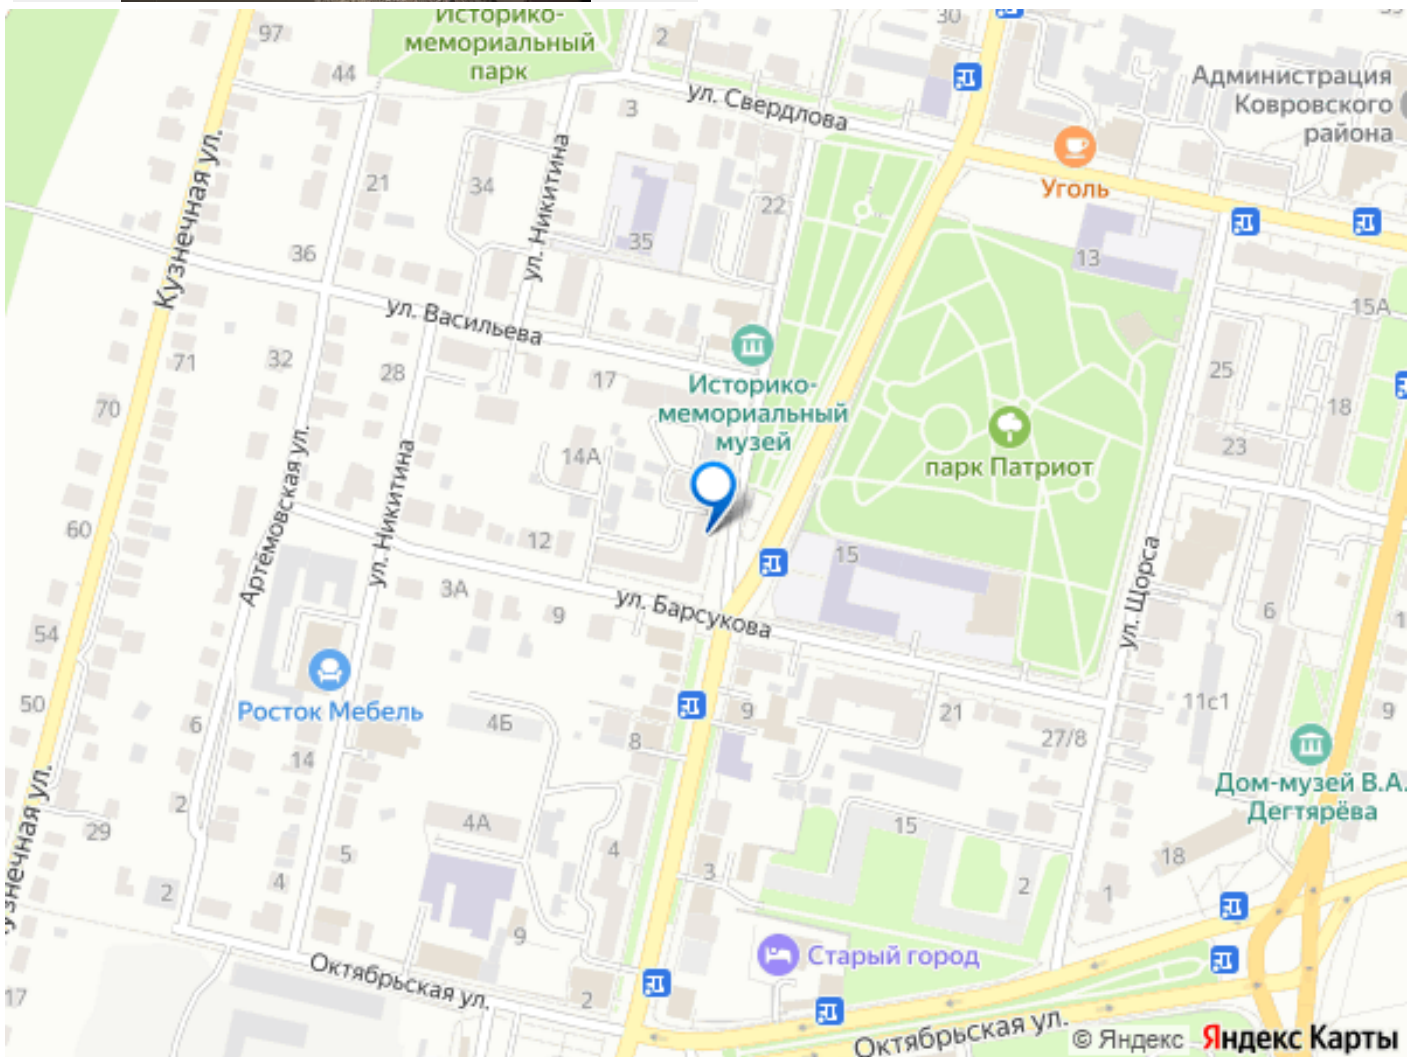 Историко-
мемориальный
парк
97
44
2
30
3
ул. Свердлова
Администрация
Ковровского
района
Уголь
Кузнечная ул.
21
34
ул. Никитина
35
22
13
36
15А
ул. Васильева
71
32
28
17
Историко-
мемориальный
музей
25
18
70
23
14А
парк Патриот
Артёмовская ул.
ул. Никитина
60
12
15
ул. Щорса
3А
9
ул. Барсукова
6
54
50
Росток Мебель
6
4Б
8
9
21
27/8
11с1
9
14
Дом-музей В.А.
Дегтярёва
2
29
4А
5
4
15
18
3
2
1
Кузнечная ул.
2
4
9
Старый город
Октябрьская ул.
17
2
Октябрьская ул.
© Яндекс Яндекс Карты